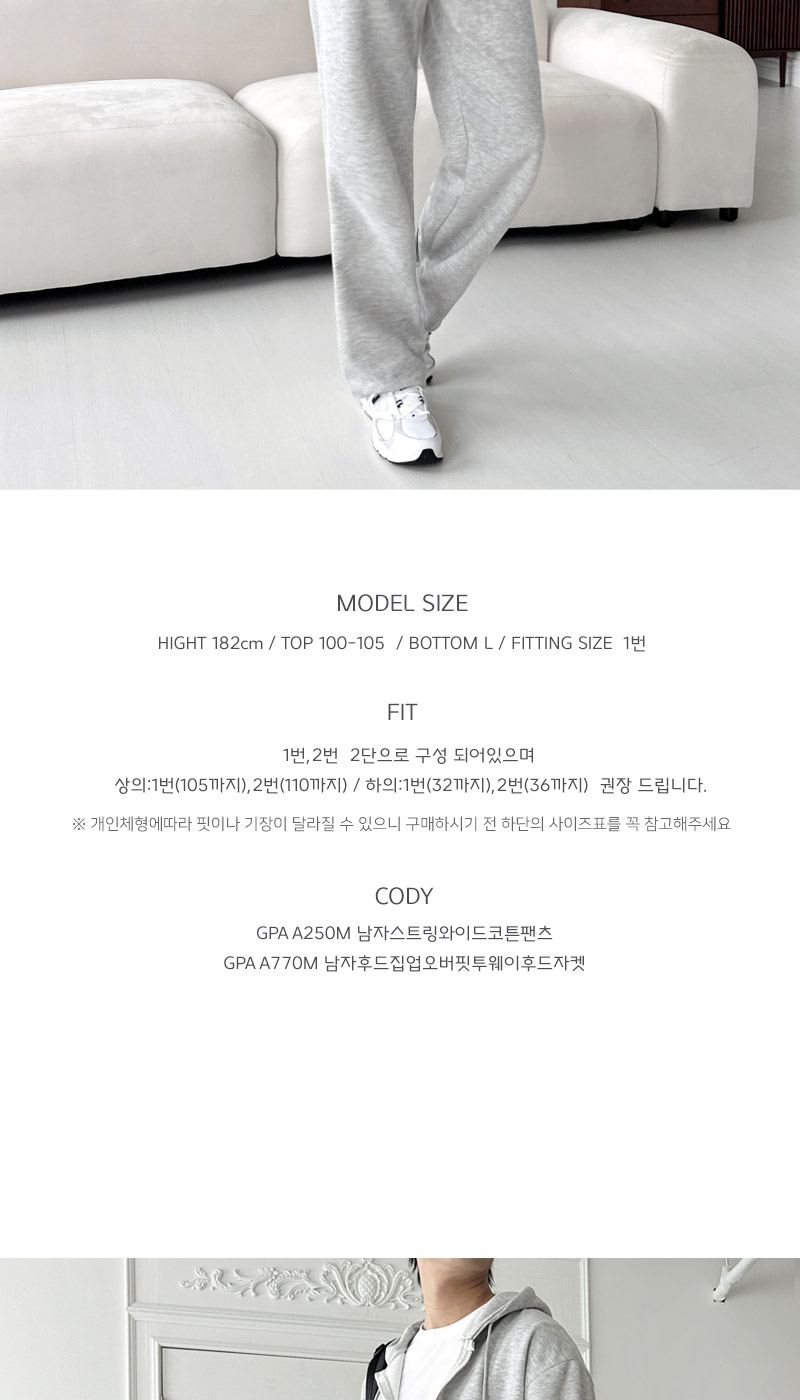 MODEL SIZE
HIGHT 182cm / TOP 100-105 / BOTTOM L / FITTING SIZE 1번
FIT
1번,2번 2단으로 구성 되어있으며
상의:1번(105까지),2번(110까지) / 하의:1번(32까지),2번(36까지) 권장 드립니다.
※ 개인체형에따라 핏이나 기장이 달라질 수 있으니 구매하시기 전 하단의 사이즈표를 꼭 참고해주세요
CODY
GPA A250M 남자스트링와이드코튼팬츠
GPA A770M 남자후드집업오버핏투웨이후드자켓